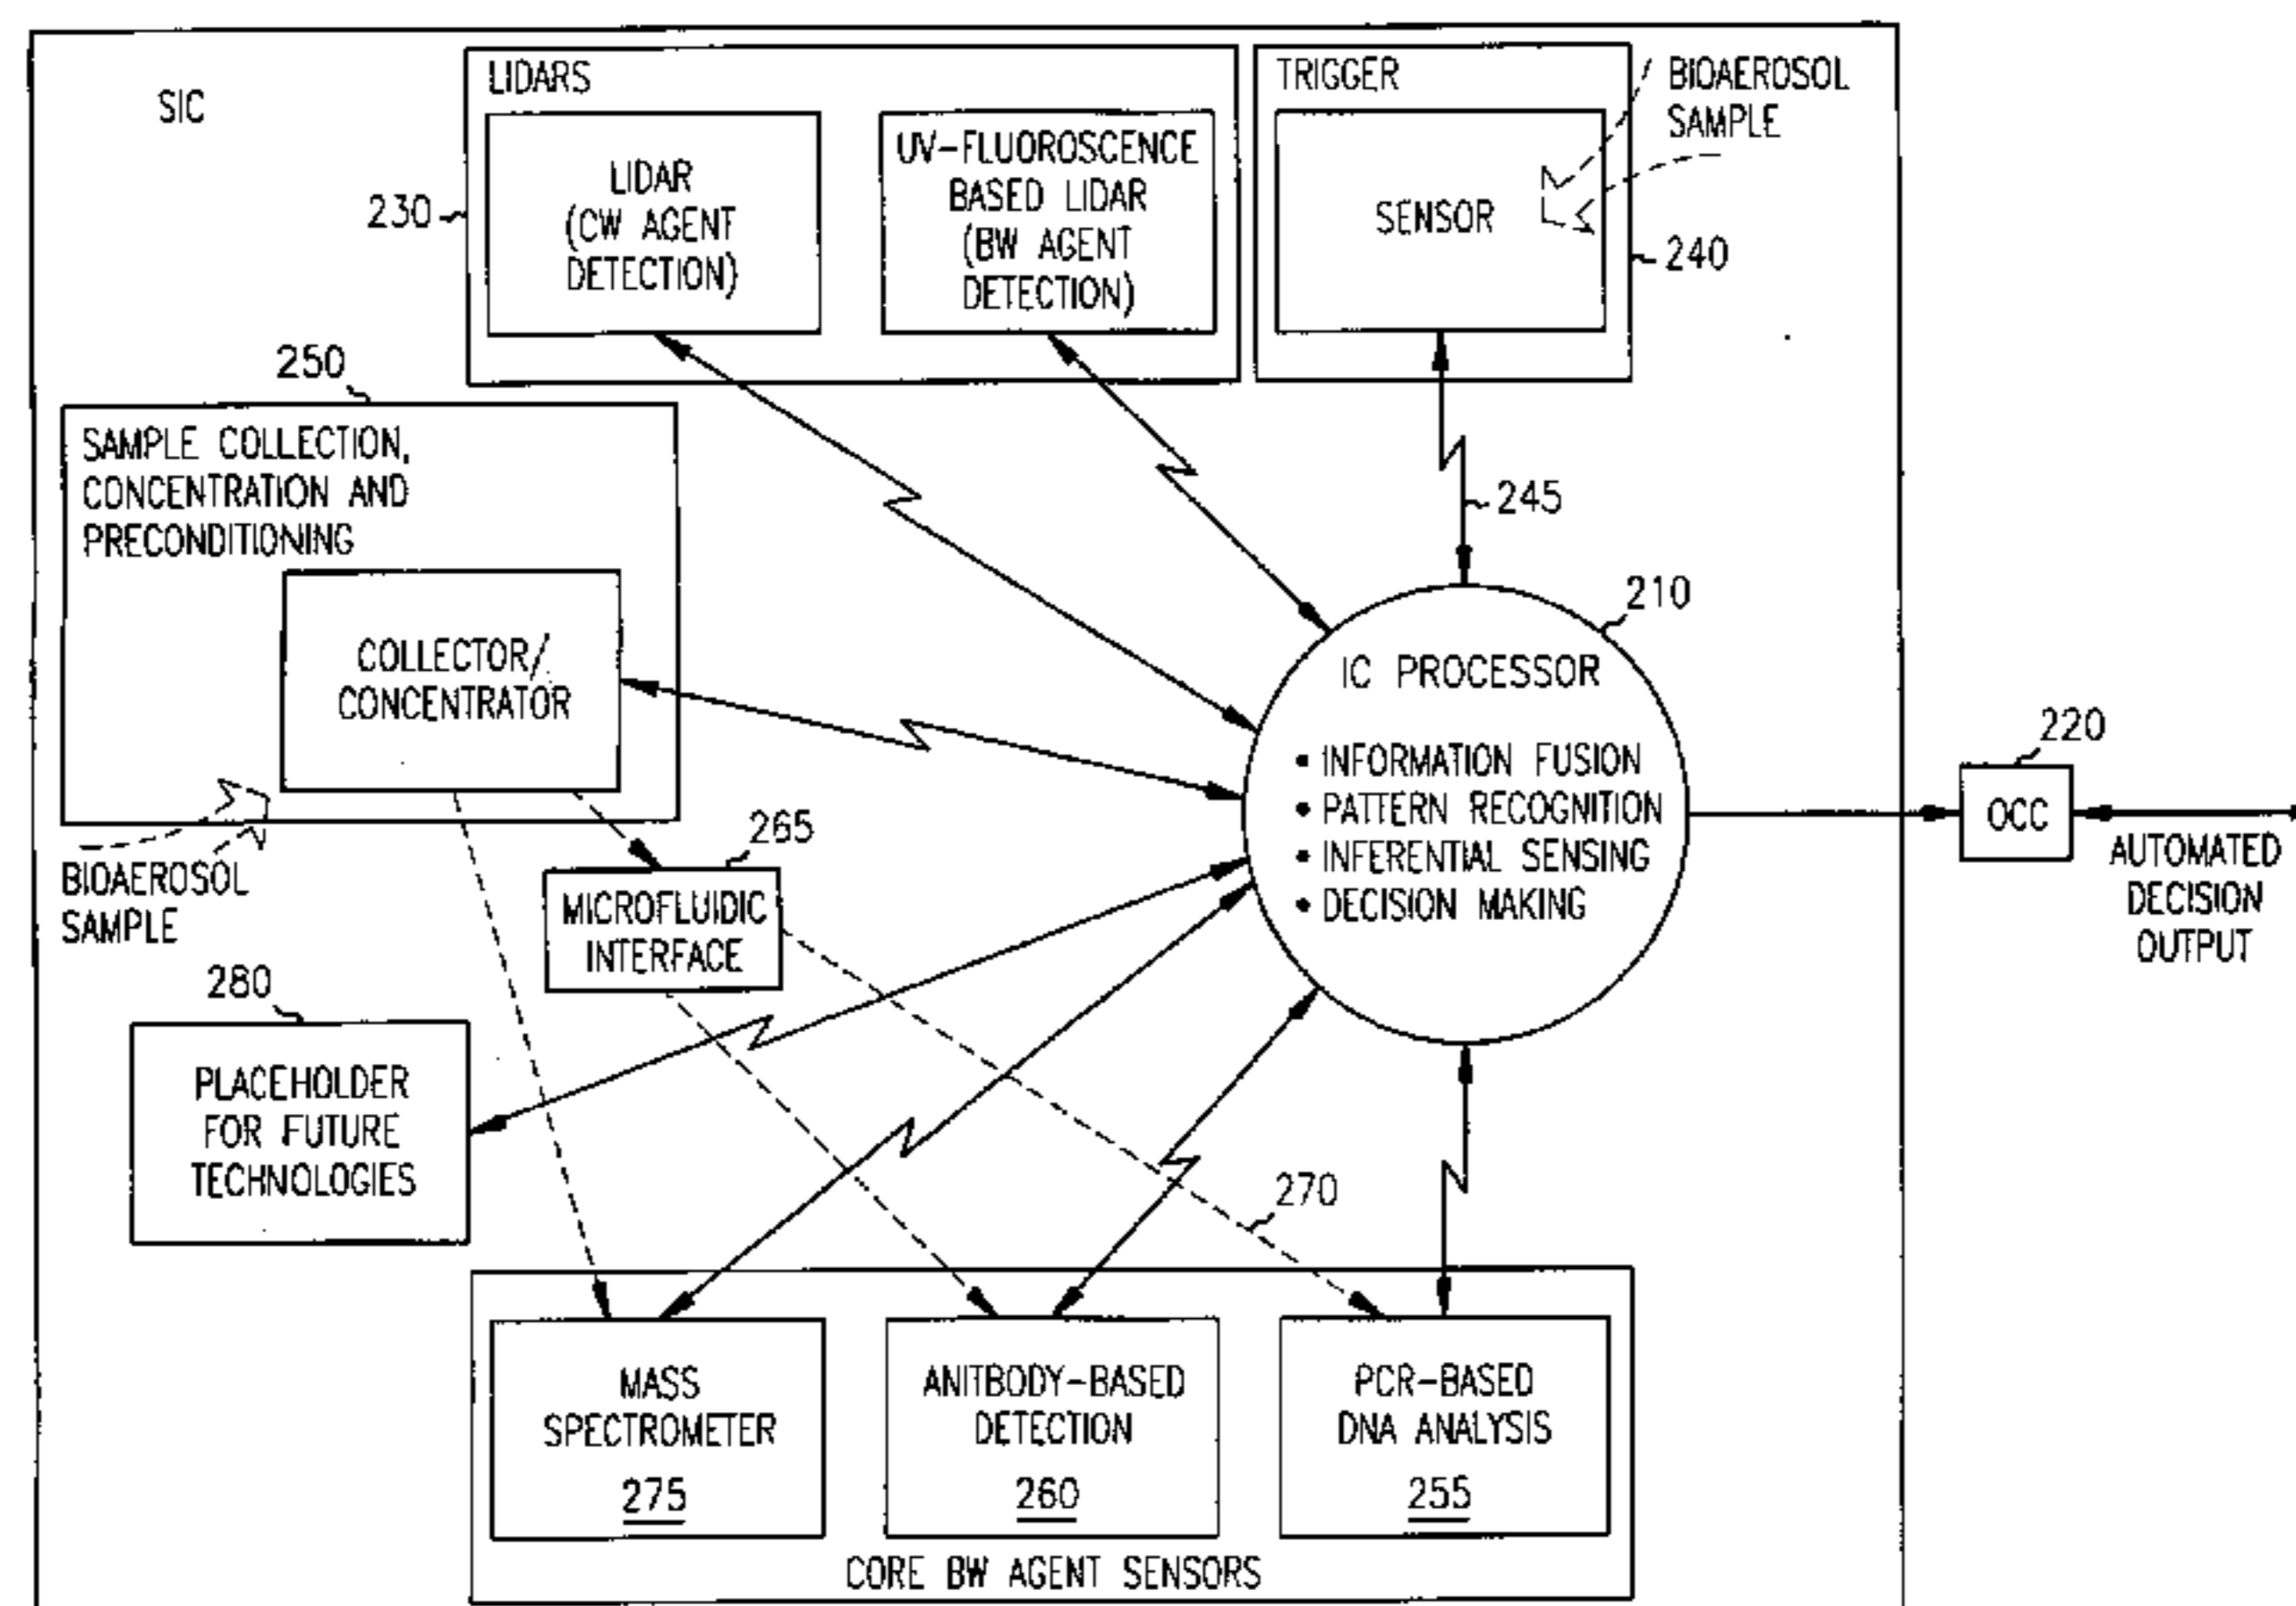 SIC
LIDARS
LIDAR
(CW AGENT
DETECTION)
UV-FLUOROSCENCE
BASED LIDAR
(BW AGENT
DETECTION)
230
TRIGGER
SENSOR
BIOAEROSOL
SAMPLE
240
250
SAMPLE COLLECTION,
CONCENTRATION AND
PRECONDITIONING
COLLECTOR/
CONCENTRATOR
BIOAEROSOL
SAMPLE
245
210
IC PROCESSOR
• INFORMATION FUSION
• PATTERN RECOGNITION
• INFERENTIAL SENSING
• DECISION MAKING
220
OCC
AUTOMATED
DECISION
OUTPUT
265
MICROFLUIDIC
INTERFACE
280
PLACEHOLDER
FOR FUTURE
TECHNOLOGIES
270
MASS
SPECTROMETER
275
ANITBODY-BASED
DETECTION
260
PCR-BASED
DNA ANALYSIS
255
CORE BW AGENT SENSORS